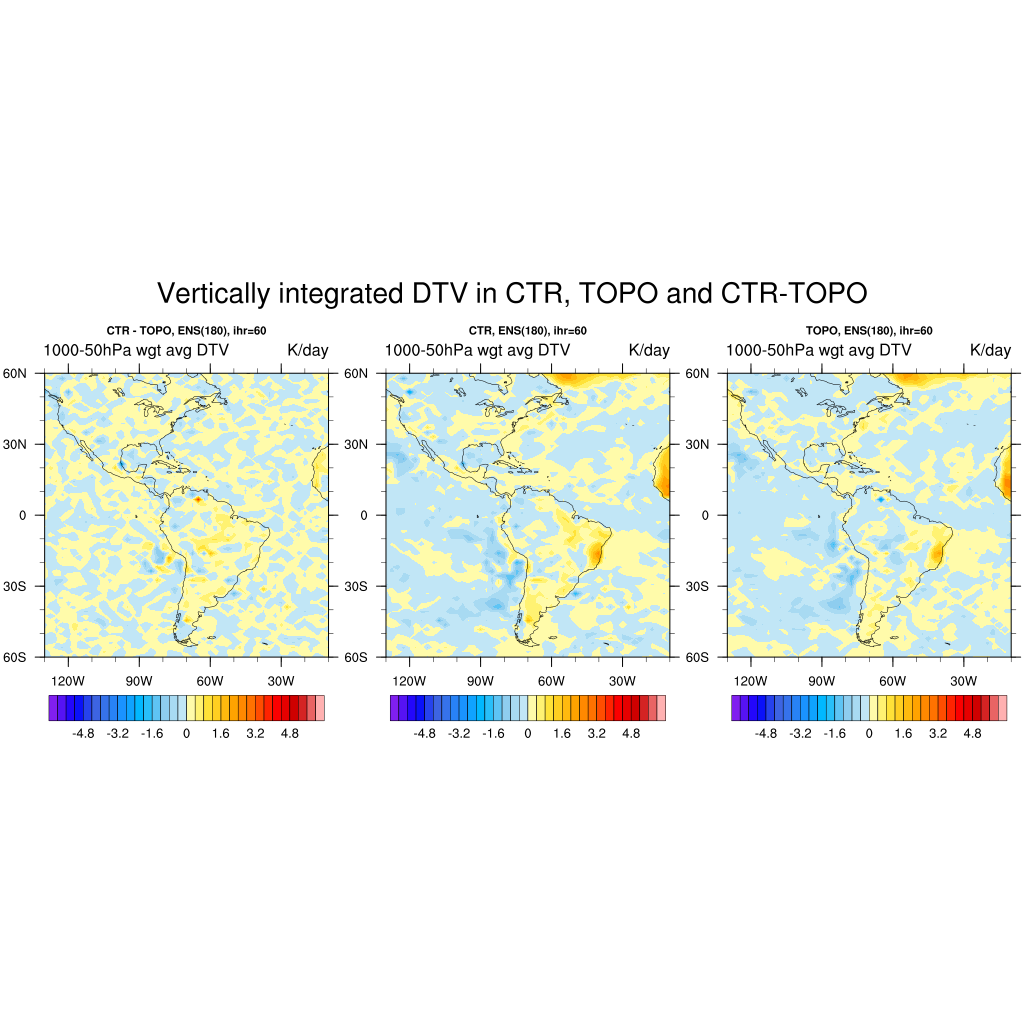 Vertically integrated DTV in CTR, TOPO and CTR-TOPO
CTR - TOPO, ENS(180), ihr=60
1000-50hPa wgt avg DTV K/day
60N
30N
0
30S
60S
120W 90W 60W 30W
-4.8 -3.2 -1.6 0 1.6 3.2 4.8
CTR, ENS(180), ihr=60
1000-50hPa wgt avg DTV K/day
60N
30N
0
30S
60S
120W 90W 60W 30W
-4.8 -3.2 -1.6 0 1.6 3.2 4.8
TOPO, ENS(180), ihr=60
1000-50hPa wgt avg DTV K/day
60N
30N
0
30S
60S
120W 90W 60W 30W
-4.8 -3.2 -1.6 0 1.6 3.2 4.8